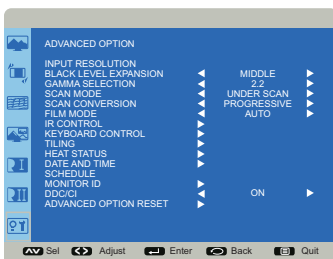 ADVANCED OPTION
INPUT RESOLUTION
BLACK LEVEL EXPANSION MIDDLE
GAMMA SELECTION 2.2
SCAN MODE UNDER SCAN
SCAN CONVERSION PROGRESSIVE
FILM MODE AUTO
IR CONTROL
KEYBOARD CONTROL
TILING
HEAT STATUS
DATE AND TIME
SCHEDULE
MONITOR ID
DDC/CI ON
ADVANCED OPTION RESET
Sel Adjust Enter Back Quit